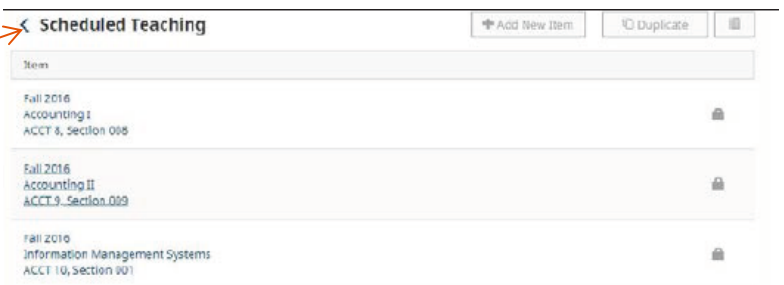 Scheduled Teaching
Add New Item
Duplicate
Item
Fall 2016
Accounting I
ACCT 8, Section 008
Fall 2016
Accounting II
ACCT 9, Section 009
Fall 2016
Information Management Systems
ACCT 10, Section 001